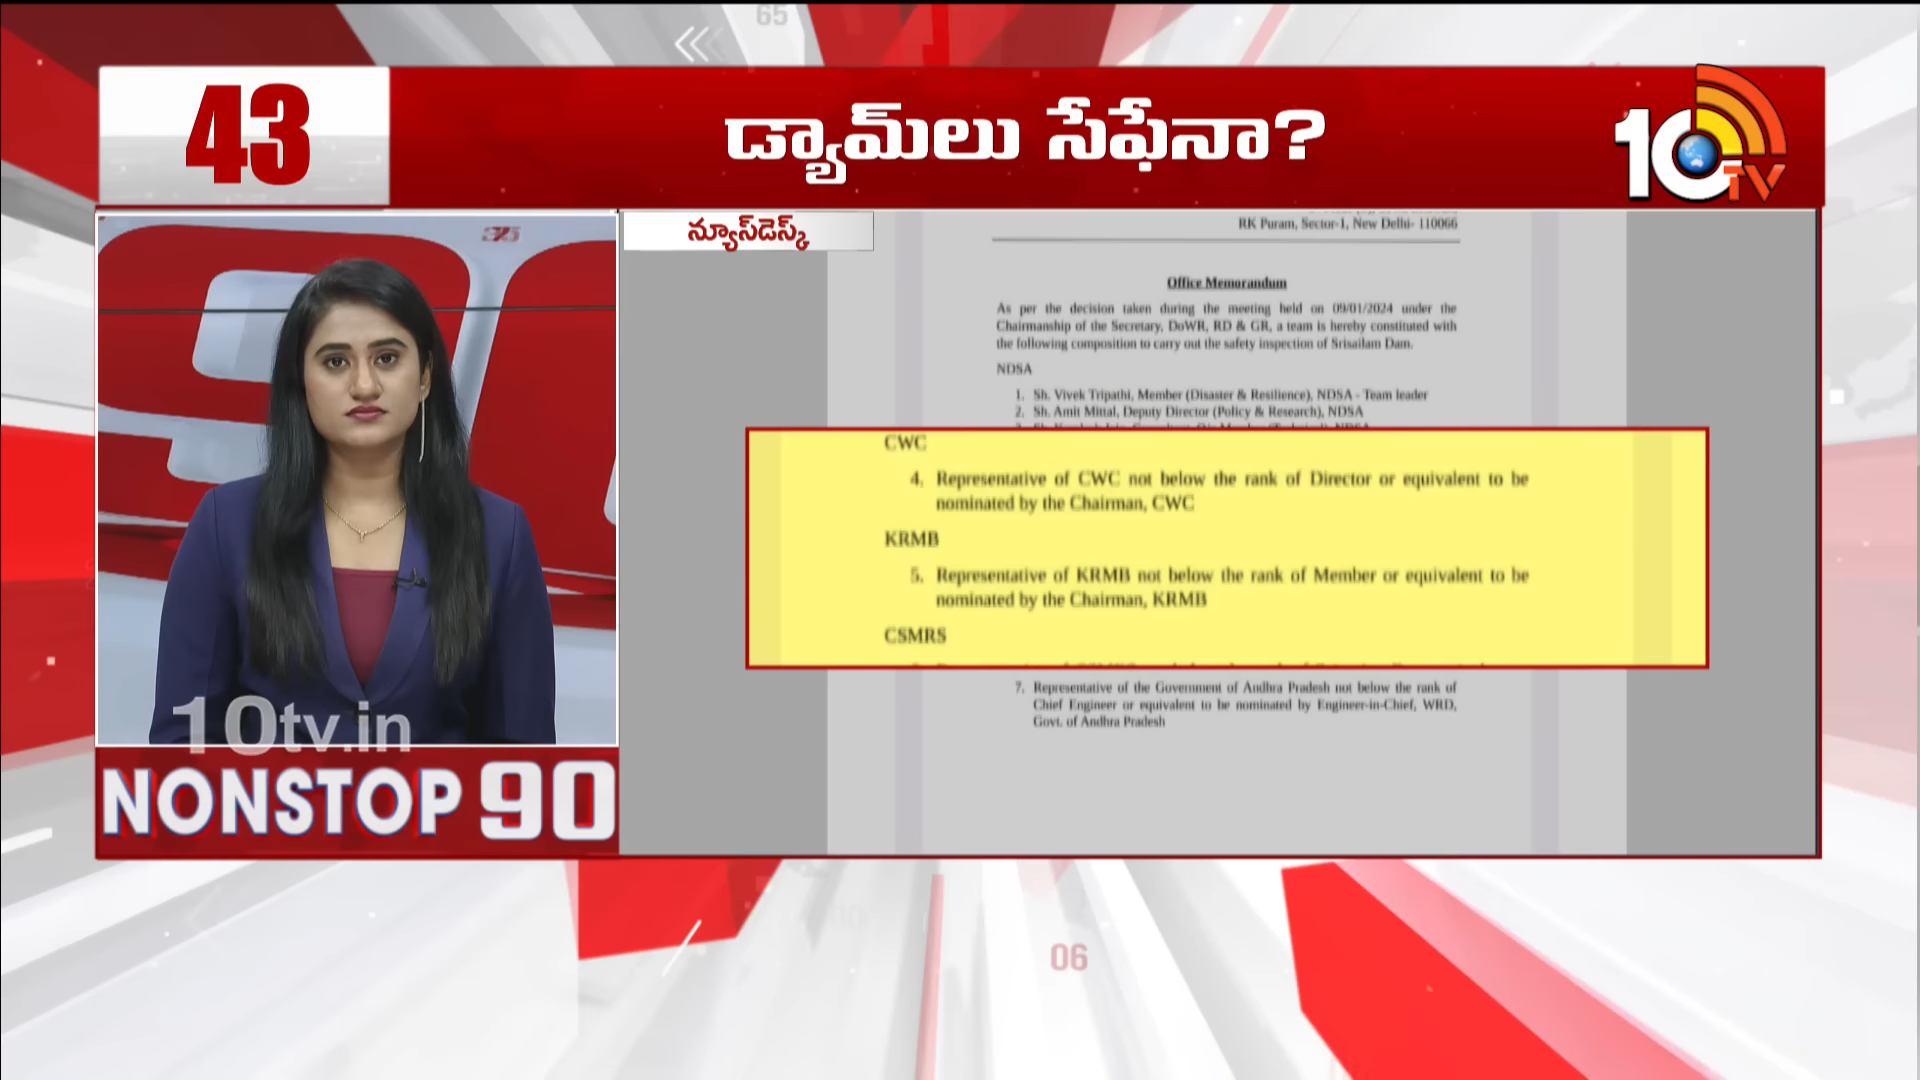 65
43
డ్యామ్‌లు సేఫేనా?
10TV
న్యూస్‌డెస్క్
RK Puram, Sector-1, New Delhi- 110066
Office Memorandum
As per the decision taken during the meeting held on 09/01/2024 under the
Chairmanship of the Secretary, DoWR, RD & GR, a team is hereby constituted with
the following composition to carry out the safety inspection of Srisailam Dam.
NDSA
1. Sh. Vivek Tripathi, Member (Disaster & Resilience), NDSA - Team leader
2. Sh. Amit Mittal, Deputy Director (Policy & Research), NDSA
CWC
4. Representative of CWC not below the rank of Director or equivalent to be
nominated by the Chairman, CWC
KRMB
5. Representative of KRMB not below the rank of Member or equivalent to be
nominated by the Chairman, KRMB
CSMRS
7. Representative of the Government of Andhra Pradesh not below the rank of
Chief Engineer or equivalent to be nominated by Engineer-in-Chief, WRD,
Govt. of Andhra Pradesh
10tv.in
NONSTOP 90
06